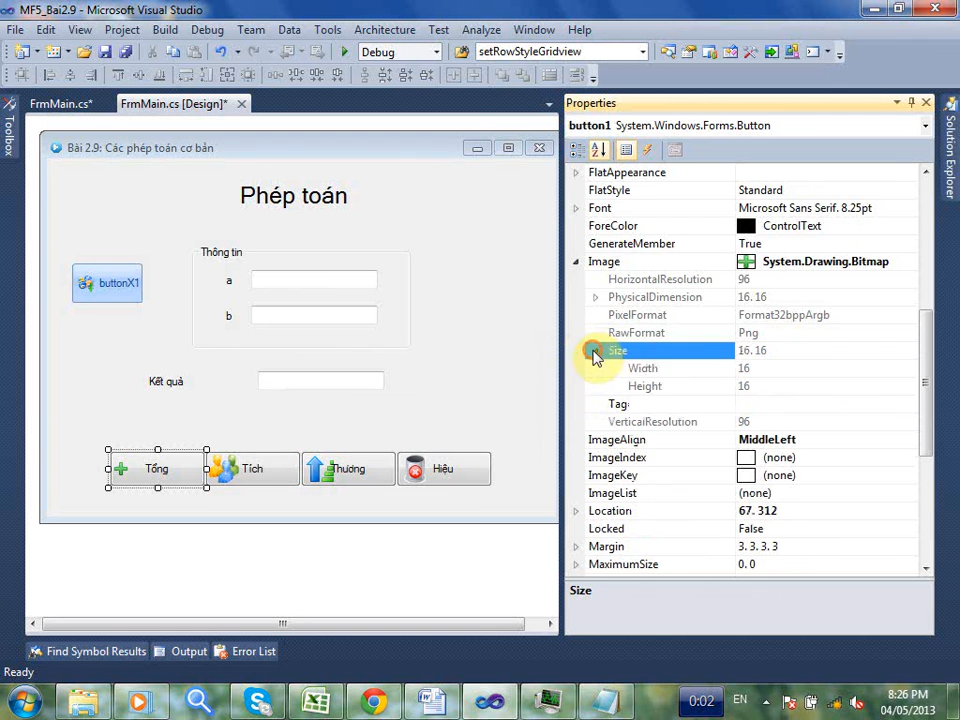 MF5_Bai2.9 - Microsoft Visual Studio
File Edit View Project Build Debug Team Data Tools Architecture Test Analyze Window Help
Debug setRowStyleGridview
FrmMain.cs* FrmMain.cs [Design]*
Toolbox
Bài 2.9: Các phép toán cơ bản
Phép toán
Thông tin
buttonX1
a
b
Kết quả
Tổng Tích Thương Hiệu
Properties
button1 System.Windows.Forms.Button
FlatAppearance
FlatStyle Standard
Font Microsoft Sans Serif, 8.25pt
ForeColor ControlText
GenerateMember True
Image System.Drawing.Bitmap
HorizontalResolution 96
PhysicalDimension 16, 16
PixelFormat Format32bppArgb
RawFormat Png
Size 16, 16
Width 16
Height 16
Tag
VerticalResolution 96
ImageAlign MiddleLeft
ImageIndex (none)
ImageKey (none)
ImageList (none)
Location 67, 312
Locked False
Margin 3, 3, 3, 3
MaximumSize 0, 0
Size
Solution Explorer
Find Symbol Results Output Error List
Ready
0:02 EN 8:26 PM
04/05/2013